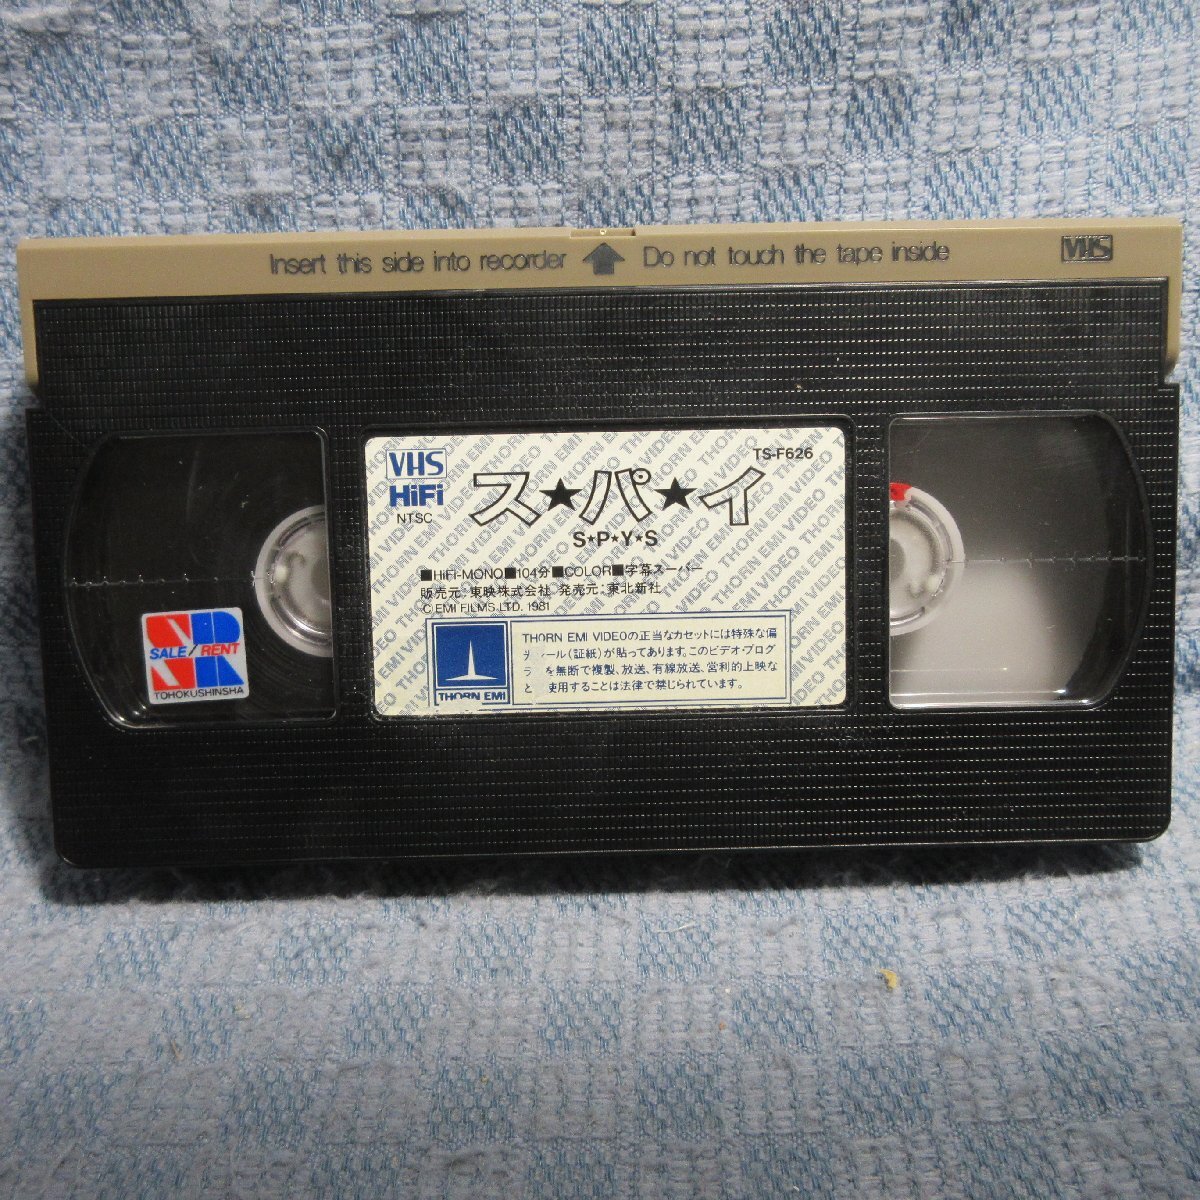 Insert this side into recorder Do not touch the tape inside VHS
VHS
HiFi
NTSC
ス★パ★イ
TS-F626
S★P★Y★S
■HiFi-MONO■104分■COLOR■字幕スーパー
販売元:東映株式会社 発売元:東北新社
©EMI FILMS LTD. 1981
THORN EMI
THORN EMI VIDEOの正当なカセットには特殊な偏
ール(証紙)が貼ってあります。このビデオ・プログ
ラ を無断で複製、放送、有線放送、営利的上映な
と 使用することは法律で禁じられています。
SR
SALE/RENT
TOHOKUSHINSHA
THORN EMI VIDEO THORN EMI VIDEO